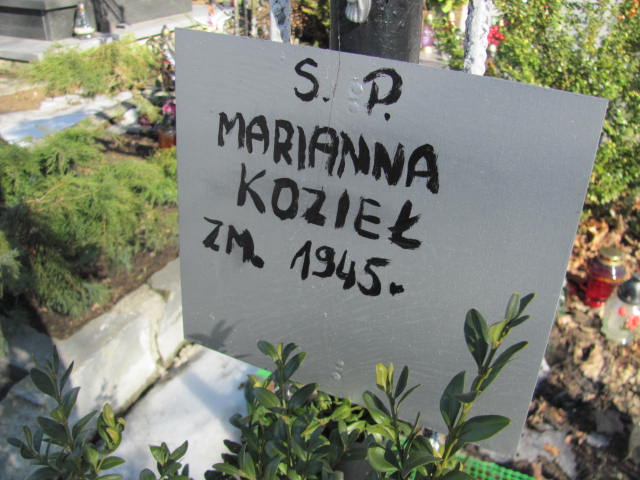 S. P.
MARIANNA
KOZIEŁ
ZM. 1945.